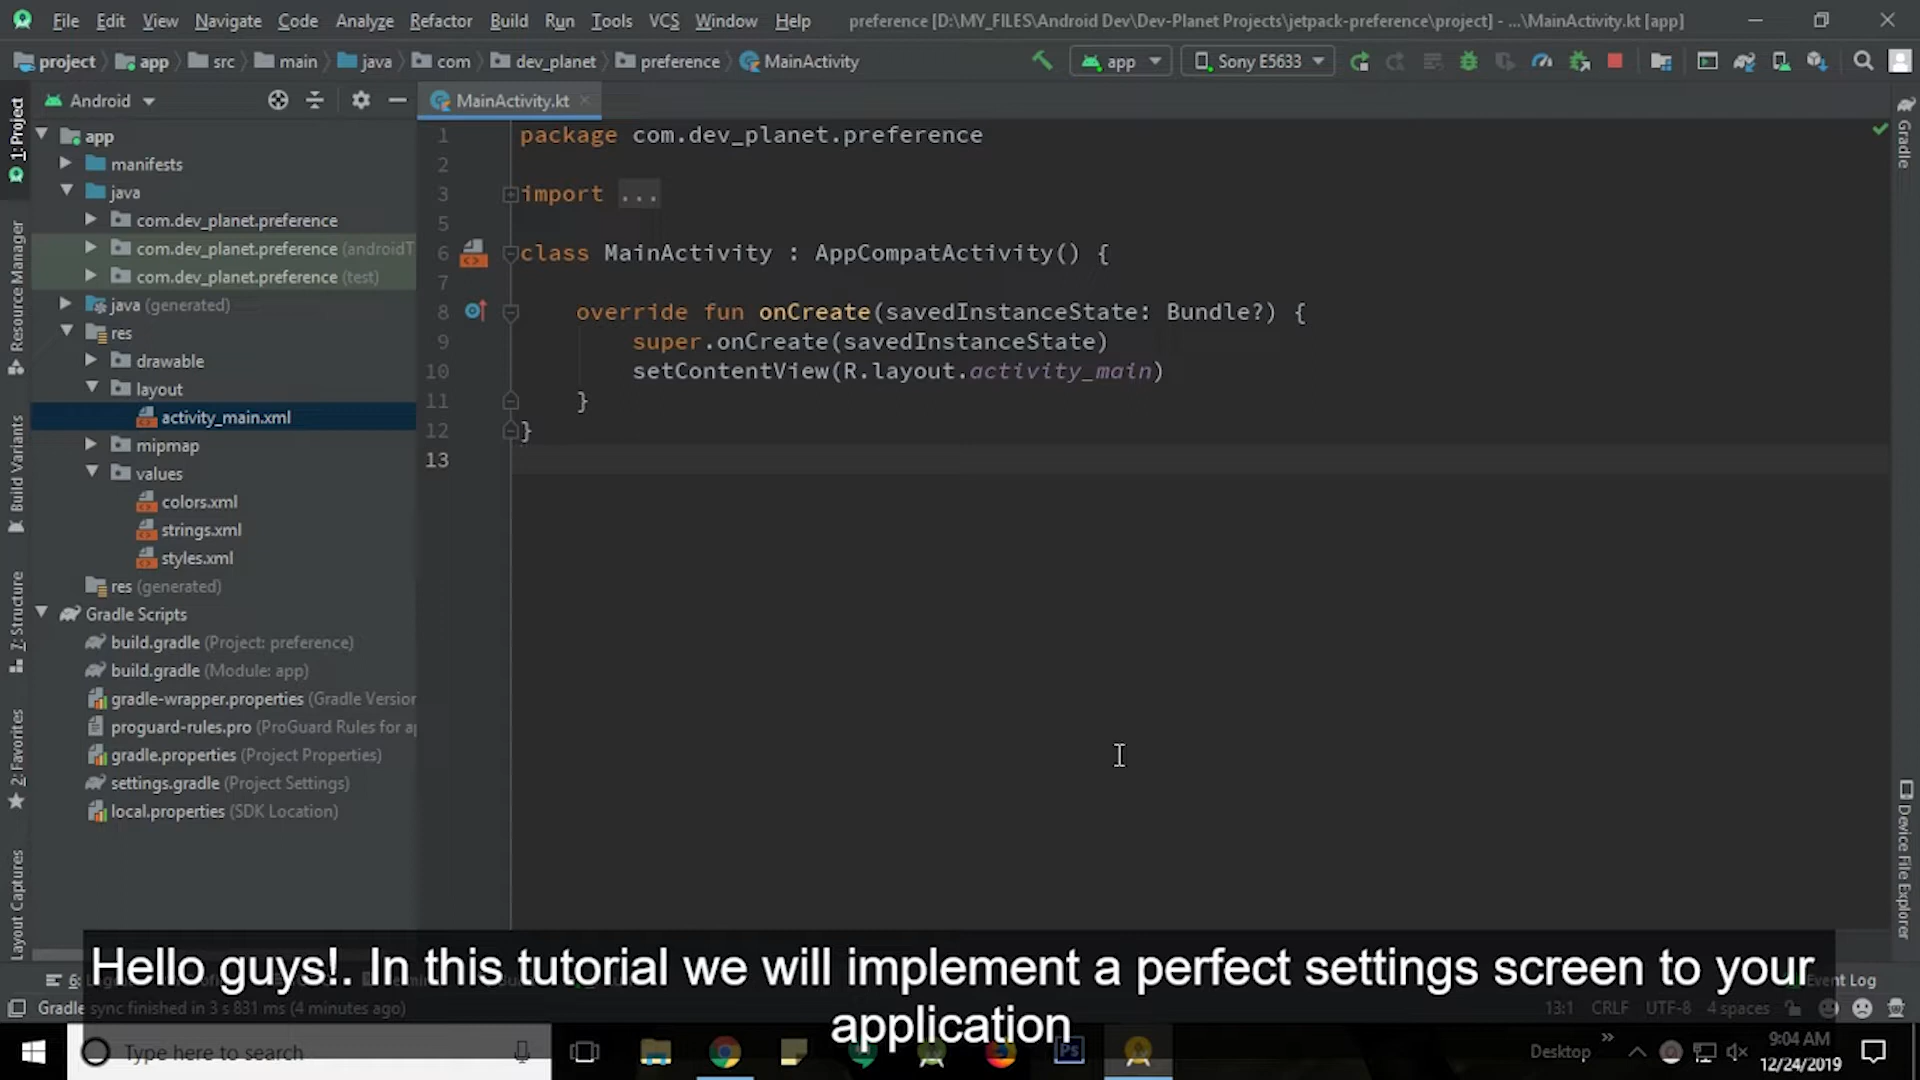 File Edit View Navigate Code Analyze Refactor Build Run Tools VCS Window Help preference [D:\MY_FILES\Android Dev\Dev-Planet Projects\jetpack-preference\project] - ...\MainActivity.kt [app]
project app src main java com dev_planet preference MainActivity app Sony E5633
Android MainActivity.kt
1: Project
Resource Manager
Build Variants
7: Structure
2: Favorites
Layout Captures
app
manifests
java
com.dev_planet.preference
com.dev_planet.preference (androidT
com.dev_planet.preference (test)
java (generated)
res
drawable
layout
activity_main.xml
mipmap
values
colors.xml
strings.xml
styles.xml
res (generated)
Gradle Scripts
build.gradle (Project: preference)
build.gradle (Module: app)
gradle-wrapper.properties (Gradle Version
proguard-rules.pro (ProGuard Rules for ap
gradle.properties (Project Properties)
settings.gradle (Project Settings)
local.properties (SDK Location)
1 package com.dev_planet.preference
2
3 import ...
5
6 class MainActivity : AppCompatActivity() {
7
8 override fun onCreate(savedInstanceState: Bundle?) {
9 super.onCreate(savedInstanceState)
10 setContentView(R.layout.activity_main)
11 }
12 }
13
Gradle
Device File Explorer
Hello guys!. In this tutorial we will implement a perfect settings screen to your
application
6: Event Log
Gradle sync finished in 3 s 831 ms (4 minutes ago) 13:1 CRLF UTF-8 4 spaces
Type here to search Ps Desktop 9:04 AM
12/24/2019